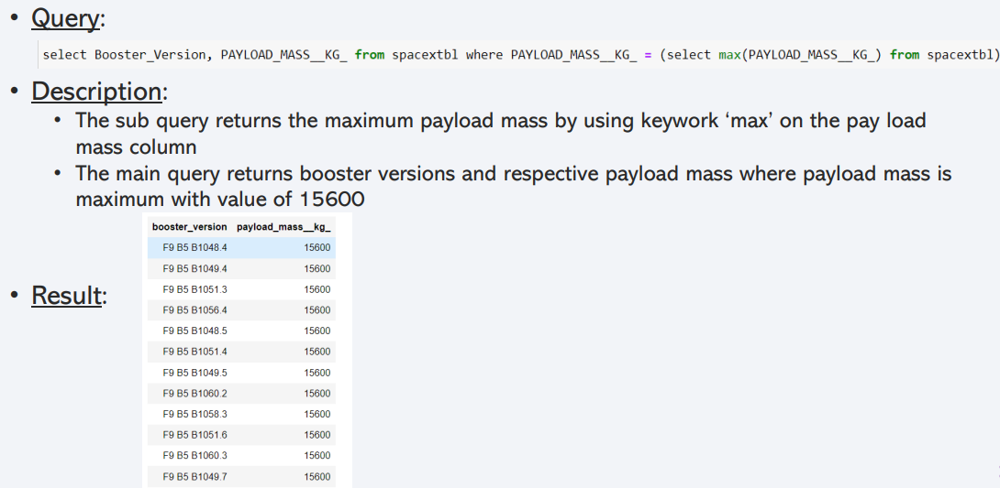 • Query:
select Booster_Version, PAYLOAD_MASS__KG_ from spacextbl where PAYLOAD_MASS__KG_ = (select max(PAYLOAD_MASS__KG_) from spacextbl)
• Description:
• The sub query returns the maximum payload mass by using keywork ‘max’ on the pay load
mass column
• The main query returns booster versions and respective payload mass where payload mass is
maximum with value of 15600
booster_version payload_mass__kg_
F9 B5 B1048.4 15600
F9 B5 B1049.4 15600
• Result:
F9 B5 B1051.3 15600
F9 B5 B1056.4 15600
F9 B5 B1048.5 15600
F9 B5 B1051.4 15600
F9 B5 B1049.5 15600
F9 B5 B1060.2 15600
F9 B5 B1058.3 15600
F9 B5 B1051.6 15600
F9 B5 B1060.3 15600
F9 B5 B1049.7 15600